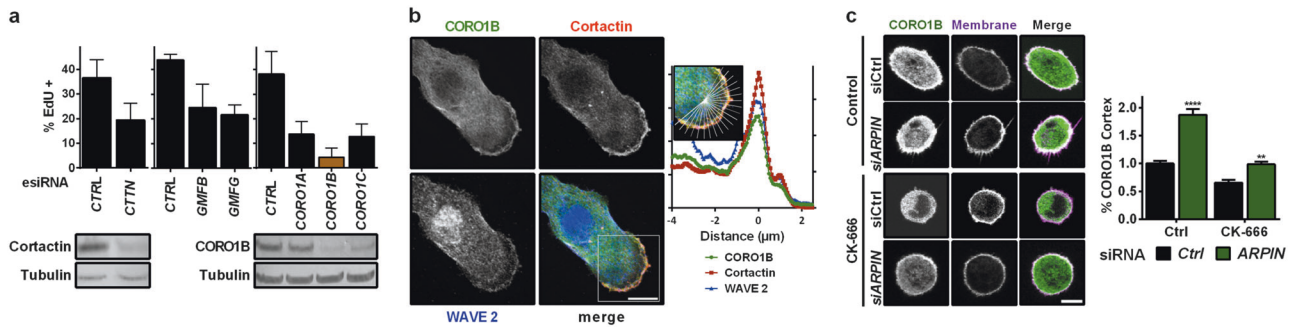 a
% EdU +
40
30
20
10
0
esiRNA
CTRL
CTTN
CTRL
GMFB
GMFG
CTRL
CORO1A
CORO1B
CORO1C
Cortactin
Tubulin
CORO1B
Tubulin
b
CORO1B
Cortactin
WAVE 2
merge
-4
-2
0
2
Distance (µm)
CORO1B
Cortactin
WAVE 2
c
CORO1B Membrane Merge
Control
siCtrl
siARPIN
CK-666
siCtrl
siARPIN
% CORO1B Cortex
2.0
1.5
1.0
0.5
0
****
**
Ctrl
CK-666
siRNA Ctrl ARPIN